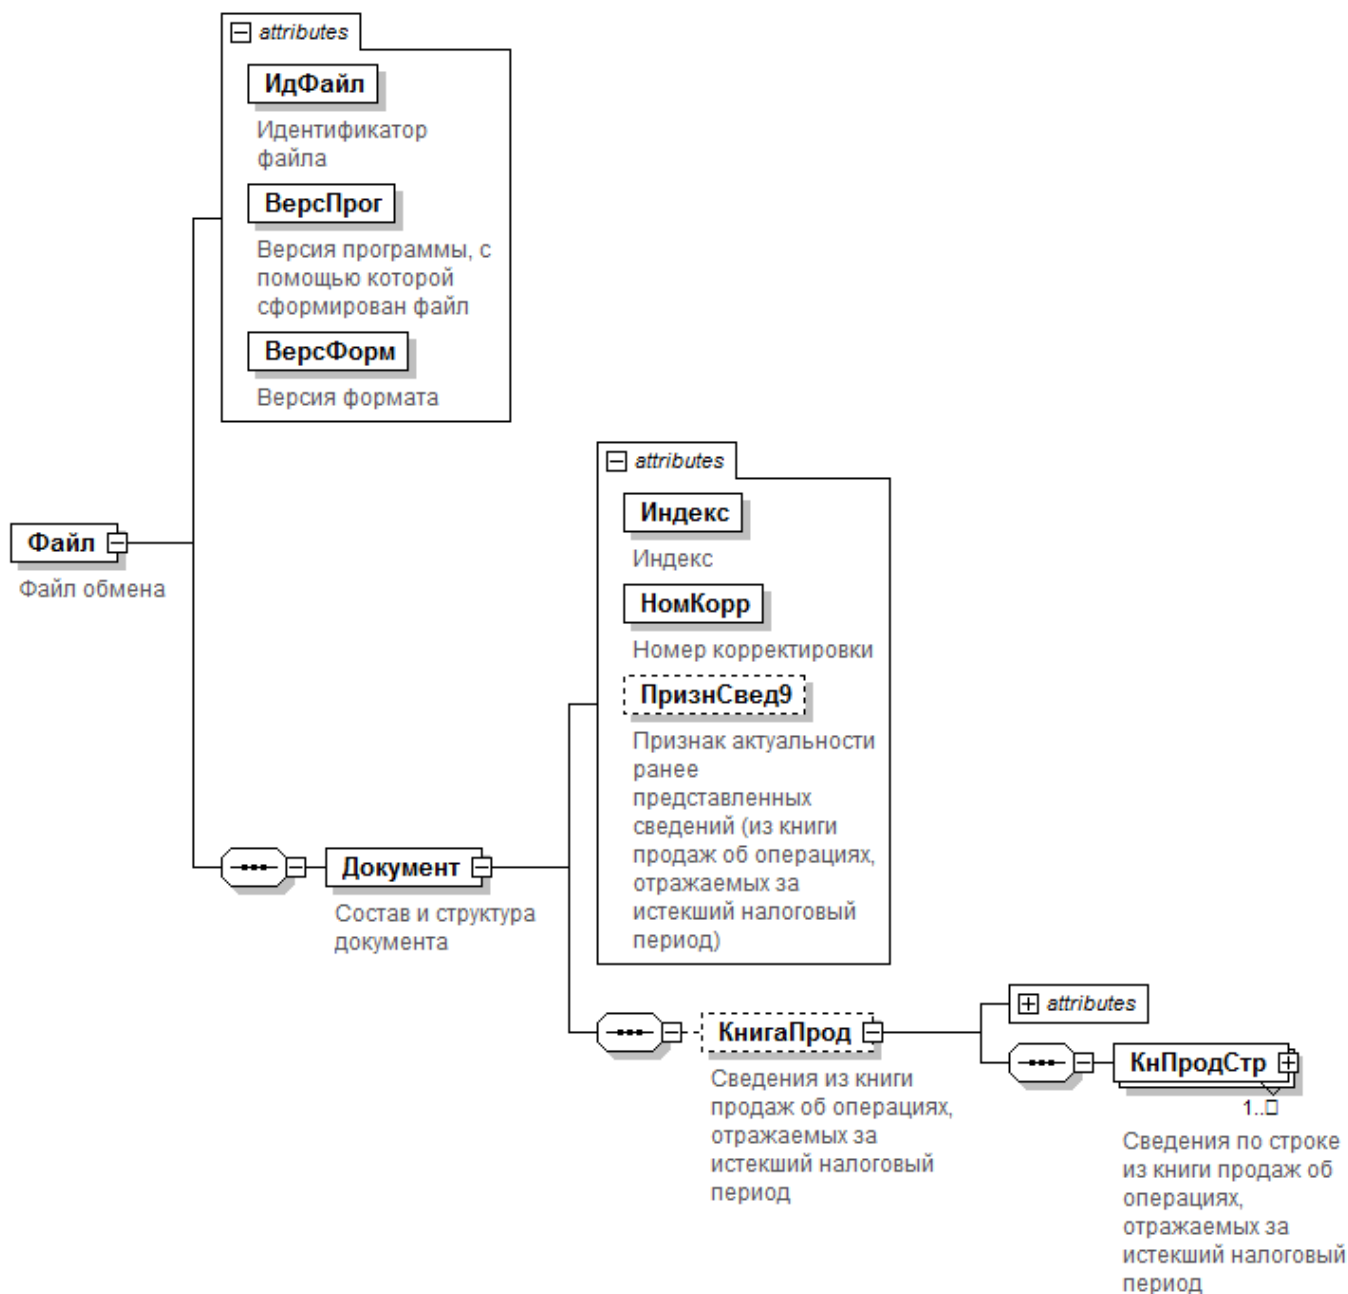 attributes
ИдФайл
Идентификатор
файла
ВерсПрог
Версия программы, с
помощью которой
сформирован файл
ВерсФорм
Версия формата
Файл
Файл обмена
attributes
Индекс
Индекс
НомКорр
Номер корректировки
ПризнСвед9
Признак актуальности
ранее
представленных
сведений (из книги
продаж об операциях,
отражаемых за
истекший налоговый
период)
Документ
Состав и структура
документа
КнигаПрод
Сведения из книги
продаж об операциях,
отражаемых за
истекший налоговый
период
attributes
КнПродСтр
1..□
Сведения по строке
из книги продаж об
операциях,
отражаемых за
истекший налоговый
период